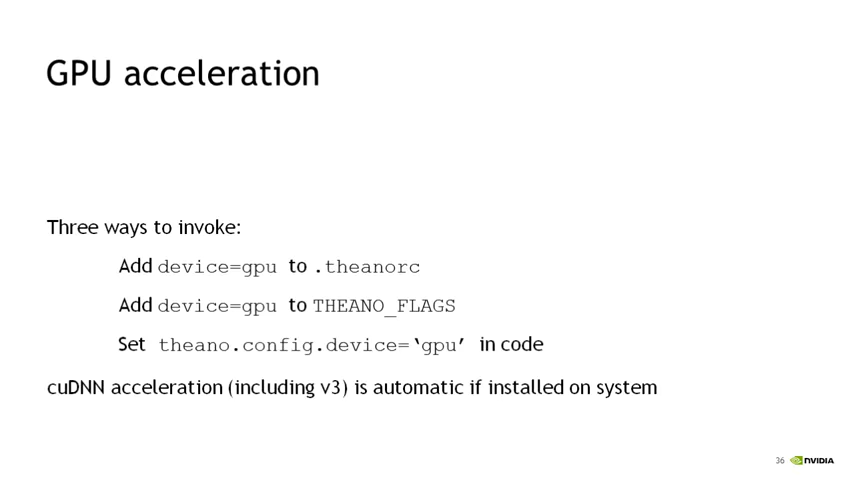 GPU acceleration
Three ways to invoke:
Add device=gpu to .theanorc
Add device=gpu to THEANO_FLAGS
Set theano.config.device=‘gpu’ in code
cuDNN acceleration (including v3) is automatic if installed on system
36 NVIDIA